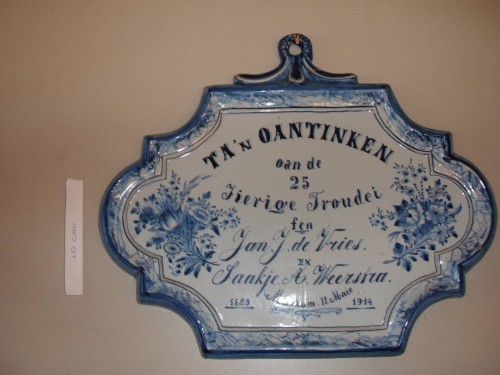 TA'N OANTINKEN
oan de
25
Jierige Troudei
fen
Jan J. de Vries.
en
Saakje A. Weerstra.
11 Maie
1889 1914
10 cm